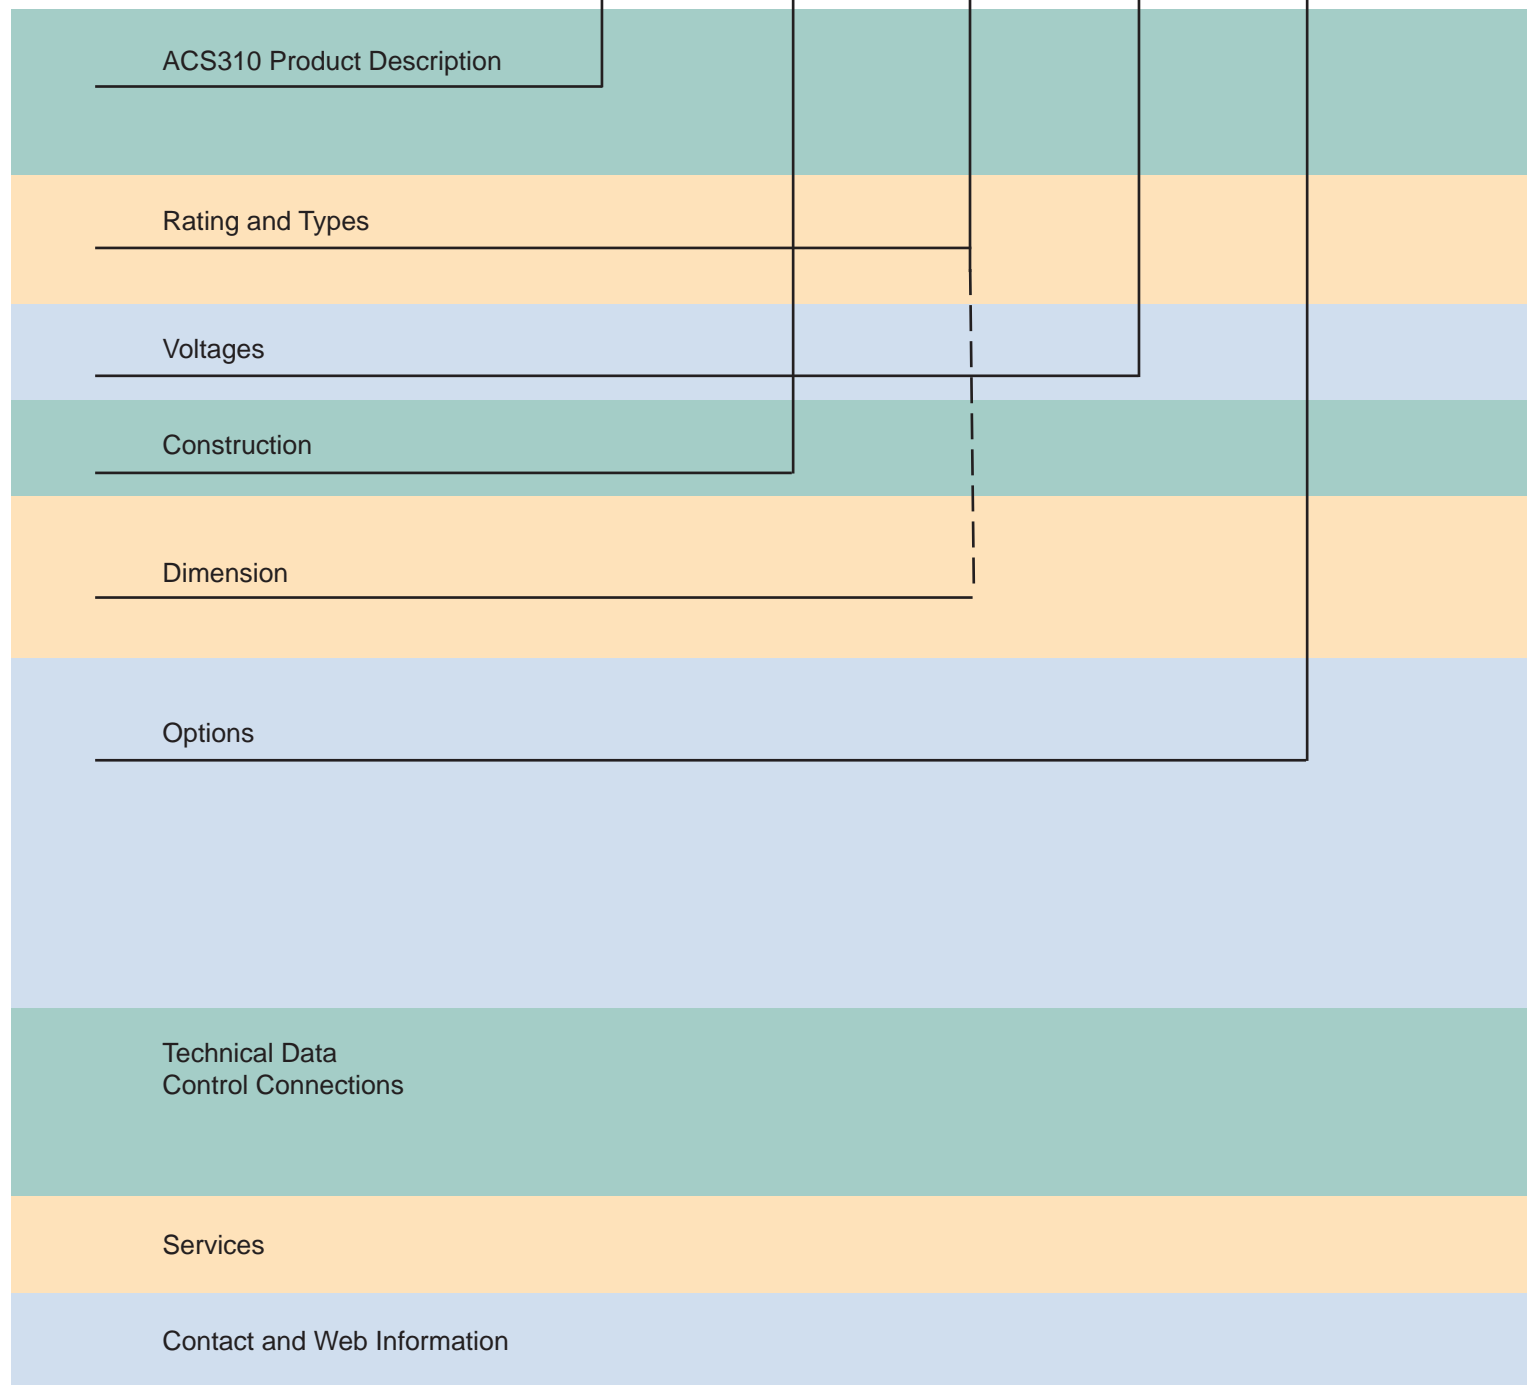 ACS310 Product Description
Rating and Types
Voltages
Construction
Dimension
Options
Technical Data
Control Connections
Services
Contact and Web Information